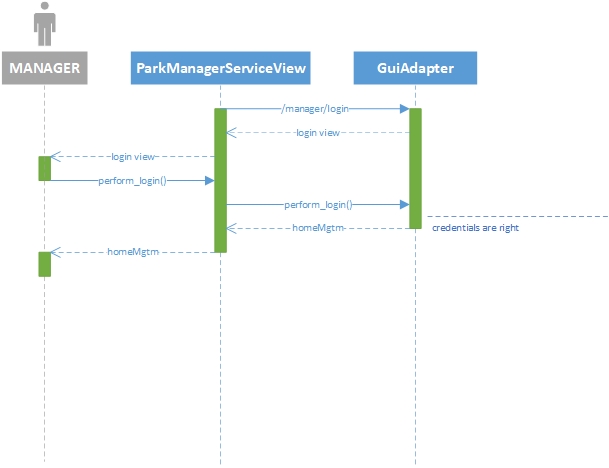 MANAGER
ParkManagerServiceView
GuiAdapter
/manager/login
login view
login view
perform_login()
perform_login()
homeMgtm
credentials are right
homeMgtm